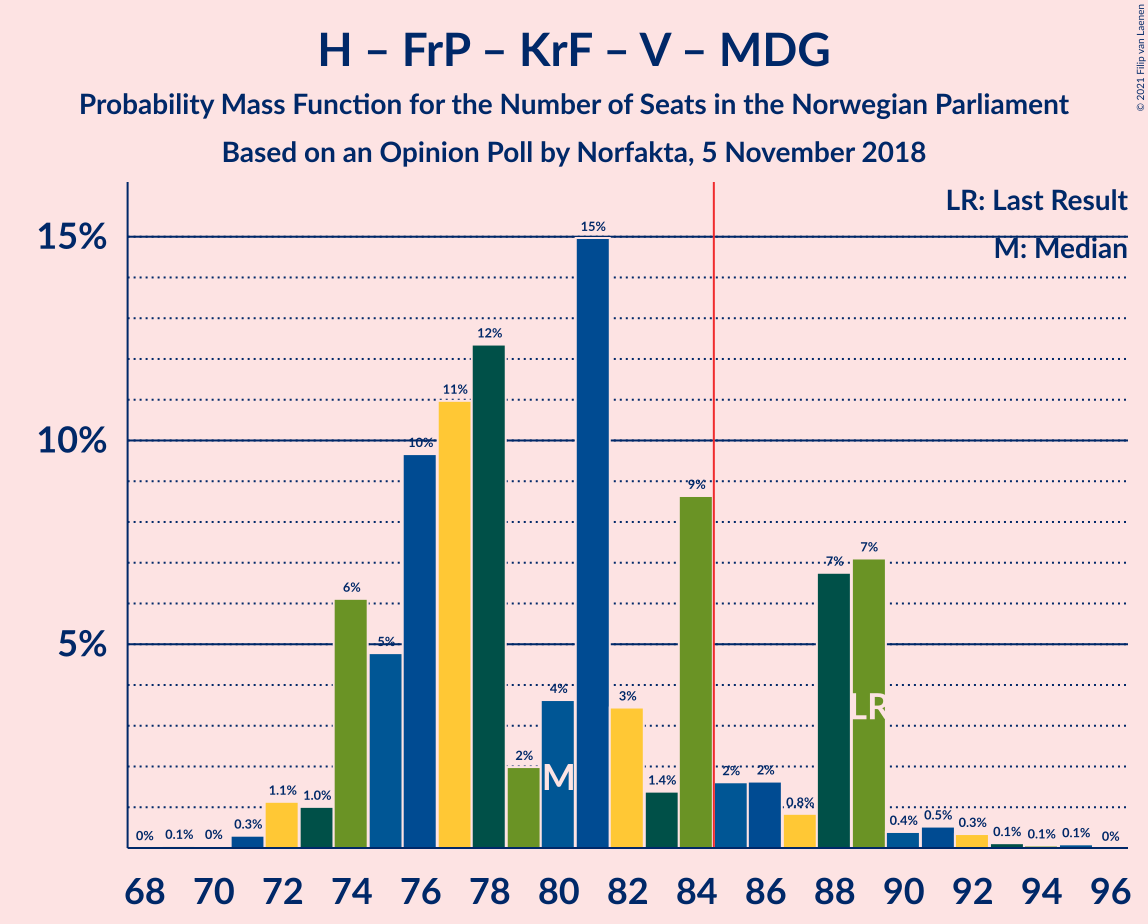 H – FrP – KrF – V – MDG
Probability Mass Function for the Number of Seats in the Norwegian Parliament
Based on an Opinion Poll by Norfakta, 5 November 2018
© 2021 Filip van Laenen
LR: Last Result
M: Median
15%
10%
5%
0% 0.1% 0% 0.3% 1.1% 1.0% 6% 5% 10% 11% 12% 2% 4% 15% 3% 1.4% 9% 2% 2% 0.8% 7% 7% 0.4% 0.5% 0.3% 0.1% 0.1% 0.1% 0%
M
LR
68 70 72 74 76 78 80 82 84 86 88 90 92 94 96